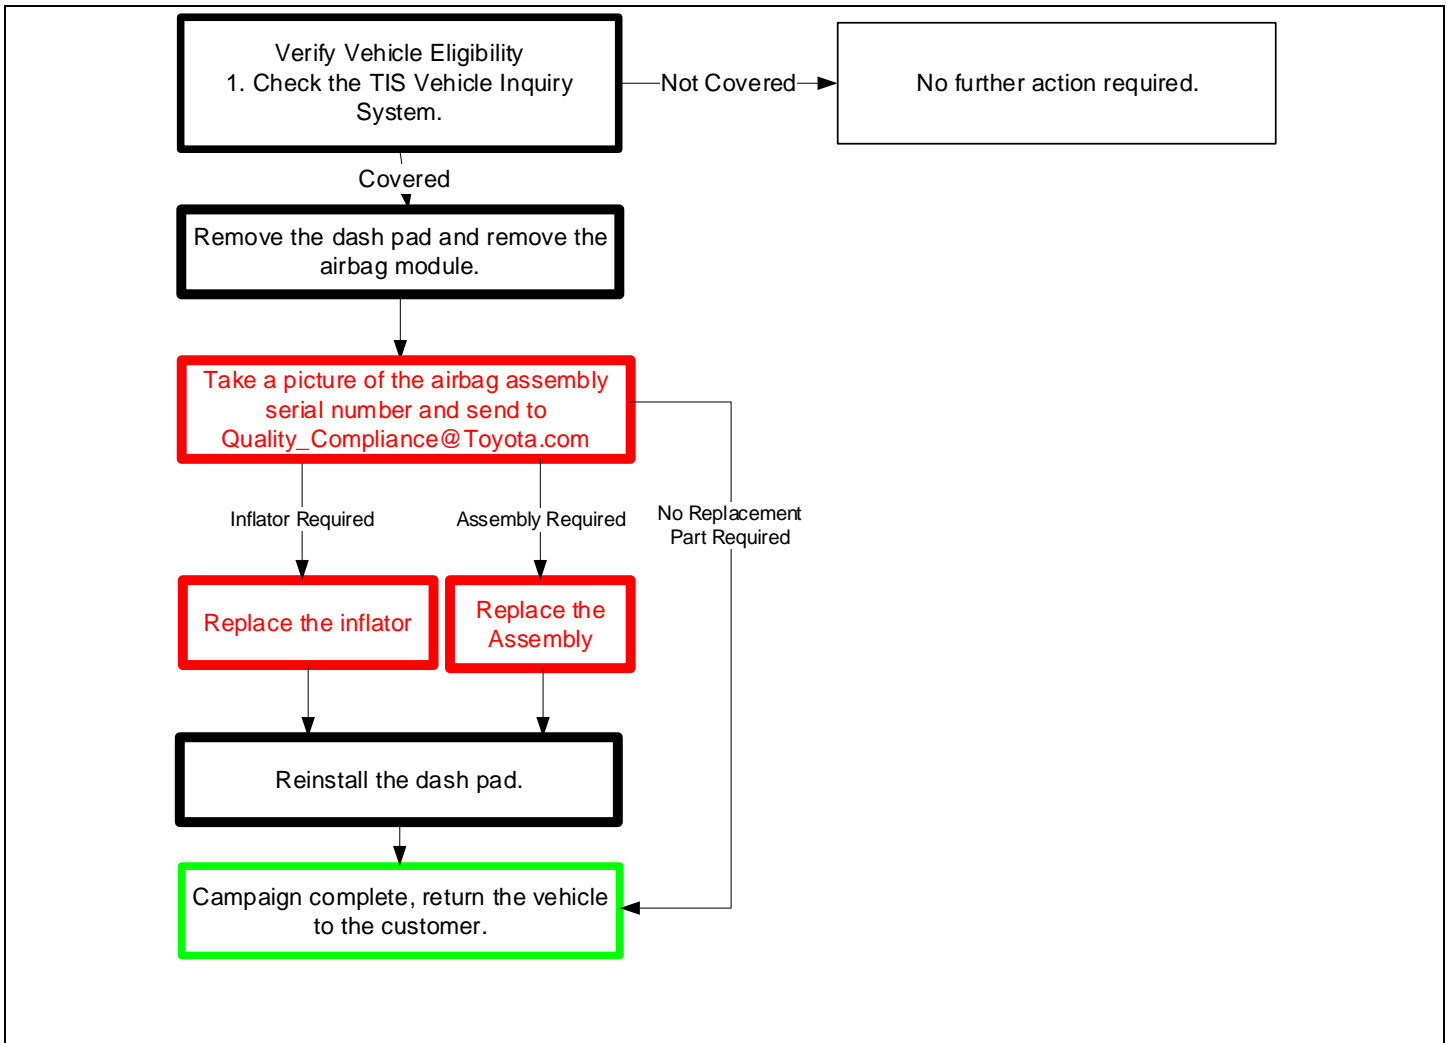 Verify Vehicle Eligibility
1. Check the TIS Vehicle Inquiry
System.
Not Covered
No further action required.
Covered
Remove the dash pad and remove the
airbag module.
Take a picture of the airbag assembly
serial number and send to
Quality_Compliance@Toyota.com
Inflator Required
Assembly Required
No Replacement
Part Required
Replace the inflator
Replace the
Assembly
Reinstall the dash pad.
Campaign complete, return the vehicle
to the customer.